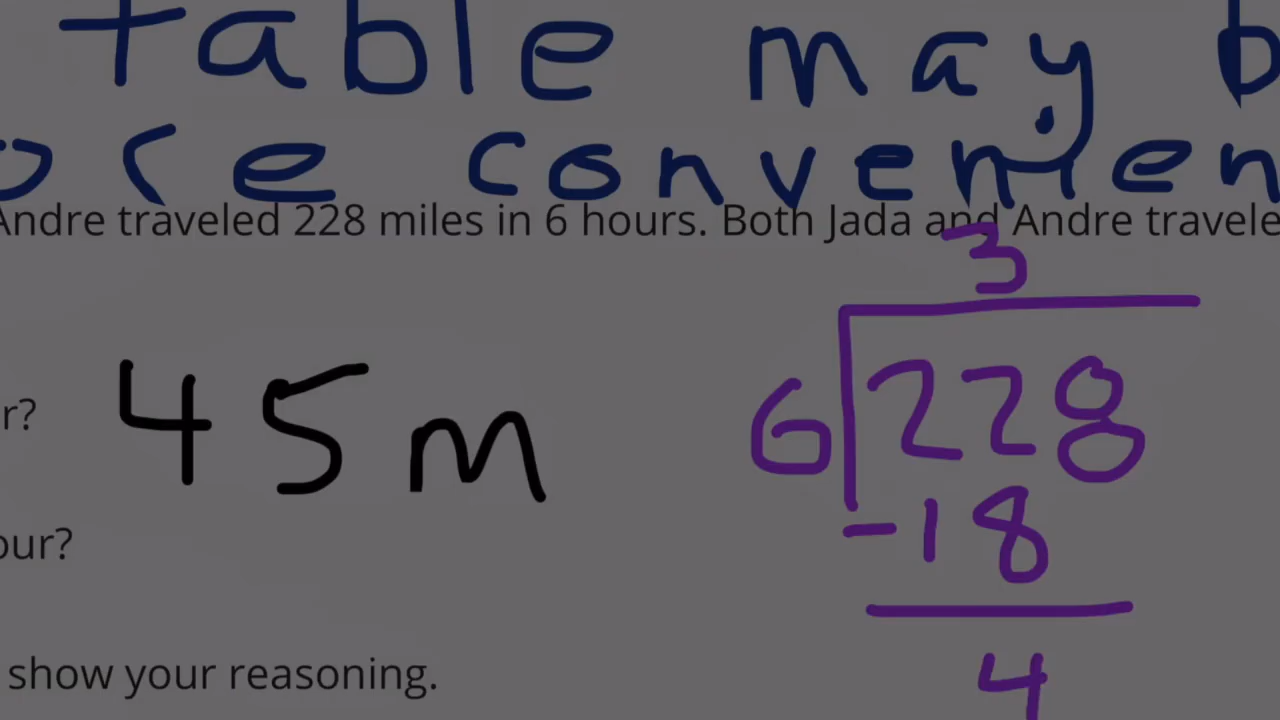 table may b
ore convenien
Andre traveled 228 miles in 6 hours. Both Jada and Andre travele
3
r? 45m 6 228
-18
our?
4
show your reasoning.